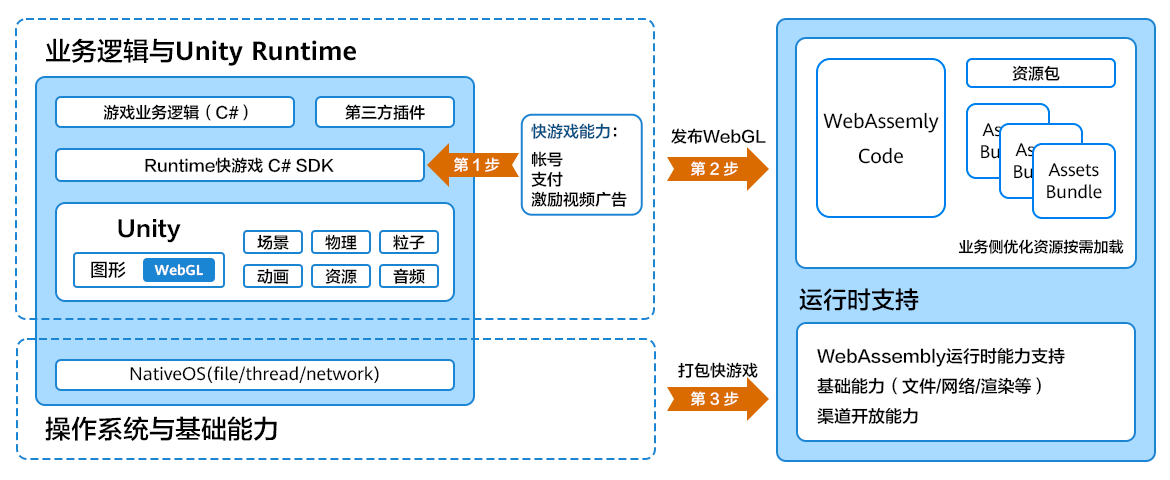 业务逻辑与Unity Runtime
游戏业务逻辑（C#）
第三方插件
Runtime快游戏 C# SDK
Unity
图形
WebGL
场景
物理
粒子
动画
资源
音频
快游戏能力：
帐号
支付
激励视频广告
第 1 步
NativeOS(file/thread/network)
操作系统与基础能力
发布WebGL
第 2 步
打包快游戏
第 3 步
WebAssemly
Code
资源包
As
Bu
As
Bu
Assets
Bundle
业务侧优化资源按需加载
运行时支持
WebAssembly运行时能力支持
基础能力（文件/网络/渲染等）
渠道开放能力